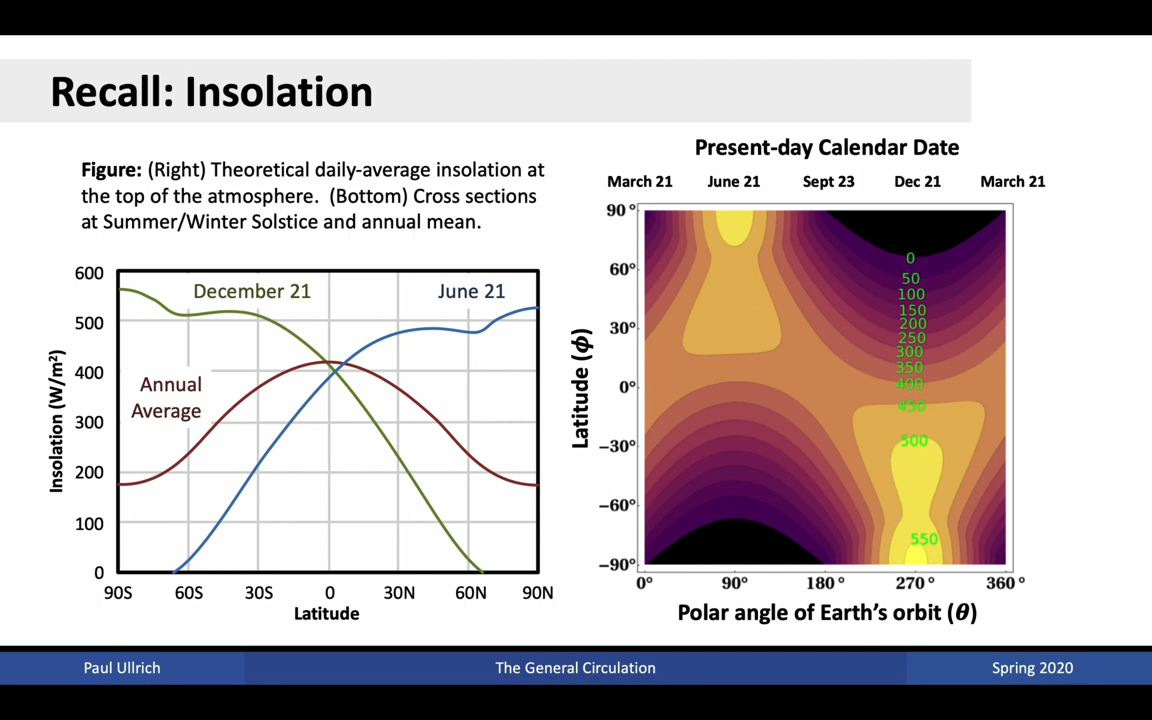 Recall: Insolation
Figure: (Right) Theoretical daily-average insolation at
the top of the atmosphere. (Bottom) Cross sections
at Summer/Winter Solstice and annual mean.
600
500
400
300
200
100
0
Insolation (W/m²)
December 21
June 21
Annual
Average
90S 60S 30S 0 30N 60N 90N
Latitude
Present-day Calendar Date
March 21 June 21 Sept 23 Dec 21 March 21
90°
60°
30°
0°
−30°
−60°
−90°
Latitude (ϕ)
0
50
100
150
200
250
300
350
400
450
500
550
0° 90° 180° 270° 360°
Polar angle of Earth’s orbit (θ)
Paul Ullrich The General Circulation Spring 2020